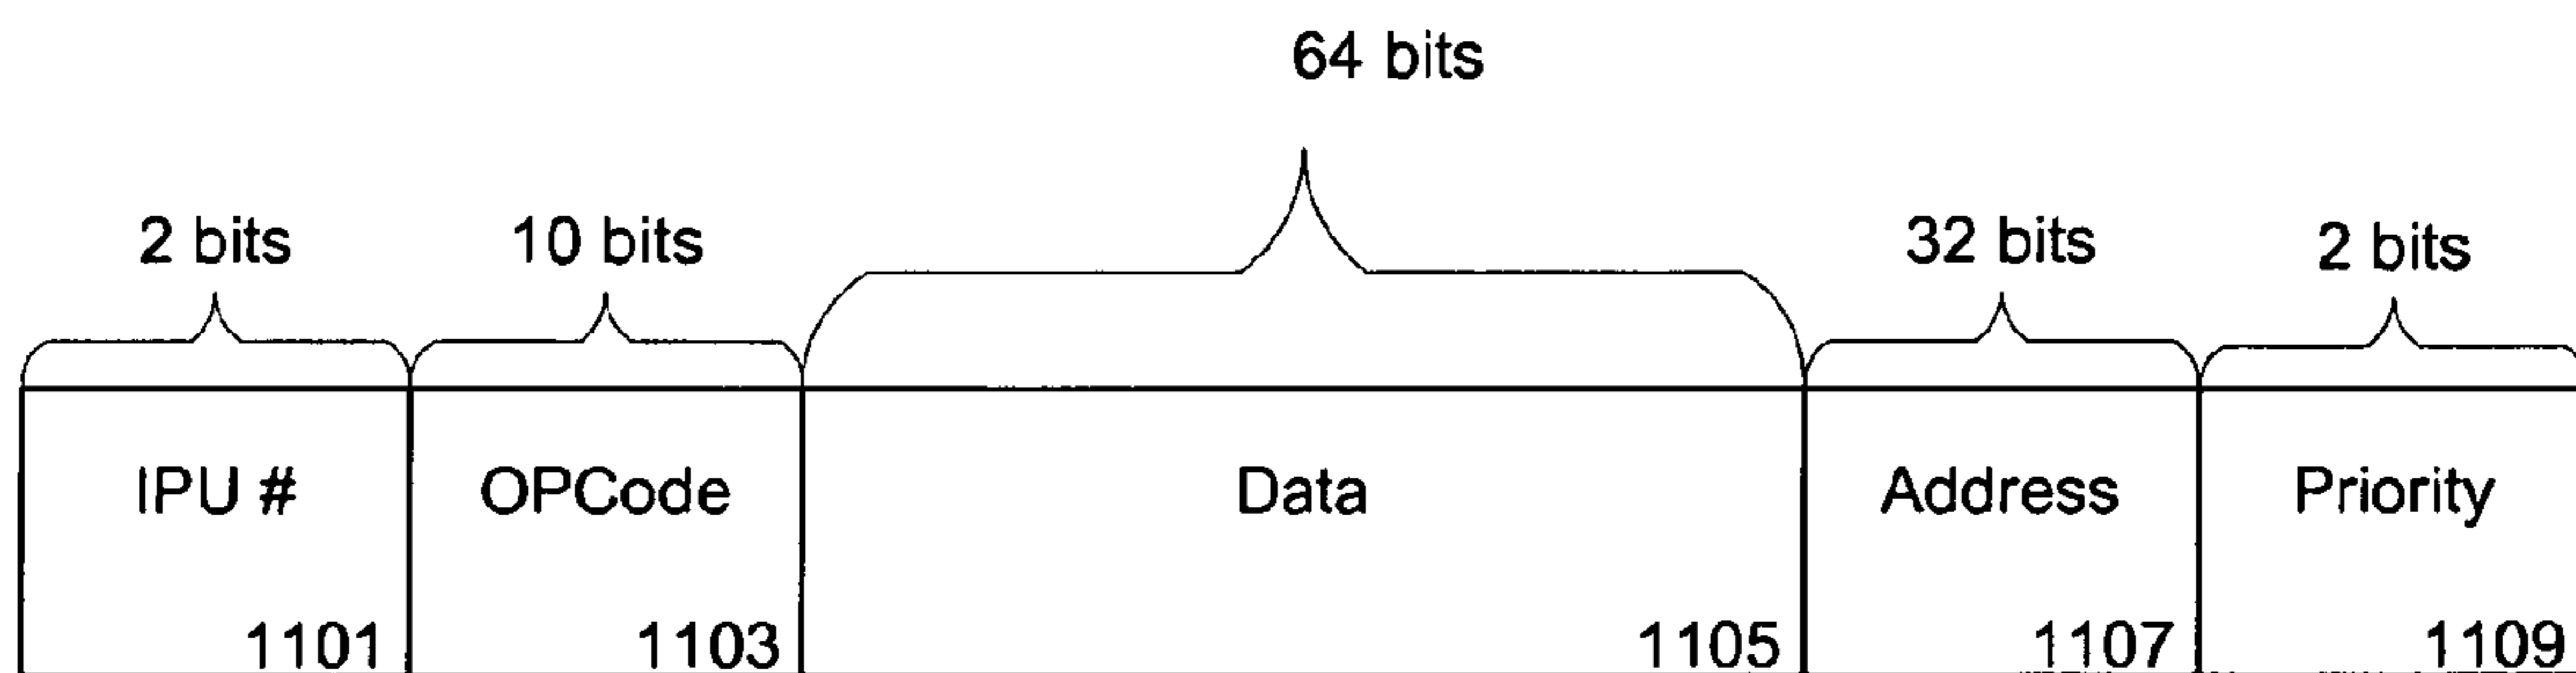 64 bits
2 bits
10 bits
32 bits
2 bits
IPU #
OPCode
Data
Address
Priority
1101
1103
1105
1107
1109